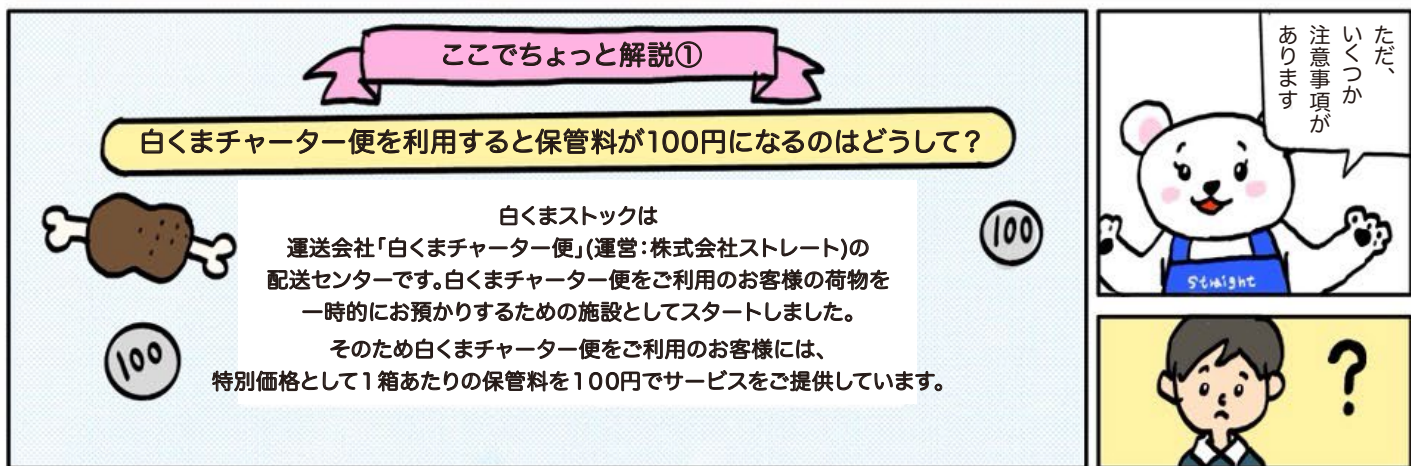 ただ、
いくつか
注意事項が
あります
Straight
ここでちょっと解説①
白くまチャーター便を利用すると保管料が100円になるのはどうして？
白くまストックは
運送会社「白くまチャーター便」(運営：株式会社ストレート)の
配送センターです。白くまチャーター便をご利用のお客様の荷物を
一時的にお預かりするための施設としてスタートしました。
そのため白くまチャーター便をご利用のお客様には、
特別価格として1箱あたりの保管料を100円でサービスをご提供しています。
100
100
?